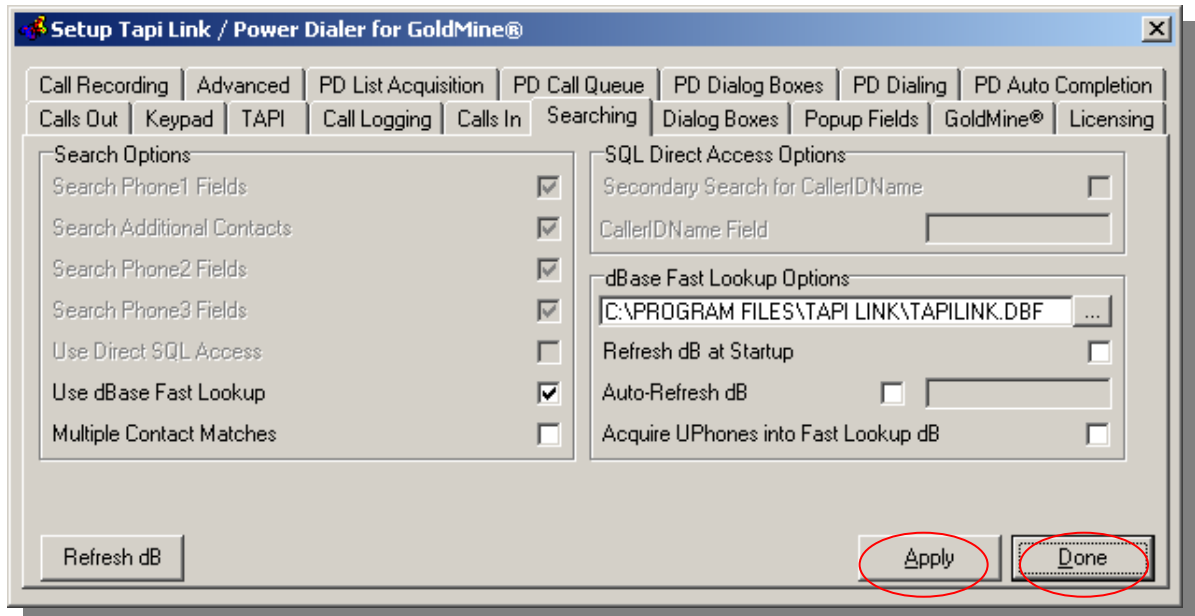 Setup Tapi Link / Power Dialer for GoldMine®
Call Recording Advanced PD List Acquisition PD Call Queue PD Dialog Boxes PD Dialing PD Auto Completion
Calls Out Keypad TAPI Call Logging Calls In Searching Dialog Boxes Popup Fields GoldMine® Licensing
Search Options
Search Phone1 Fields
Search Additional Contacts
Search Phone2 Fields
Search Phone3 Fields
Use Direct SQL Access
Use dBase Fast Lookup
Multiple Contact Matches
SQL Direct Access Options
Secondary Search for CallerIDName
CallerIDName Field
dBase Fast Lookup Options
C:\PROGRAM FILES\TAPI LINK\TAPILINK.DBF ...
Refresh dB at Startup
Auto-Refresh dB
Acquire UPhones into Fast Lookup dB
Refresh dB
Apply
Done